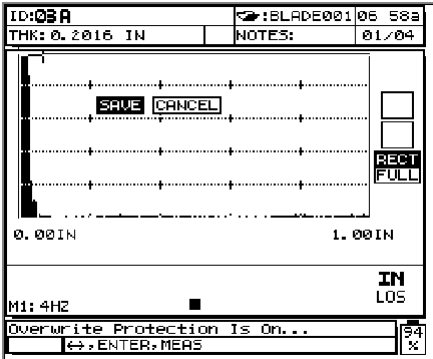 ID:03A :BLADE001 06 58a
THK: 0.2016 IN NOTES: 01/04
SAVE CANCEL
RECT
FULL
0.00IN 1.00IN
IN
LOS
M1: 4HZ
Overwrite Protection Is On...
94
↔,ENTER,MEAS %